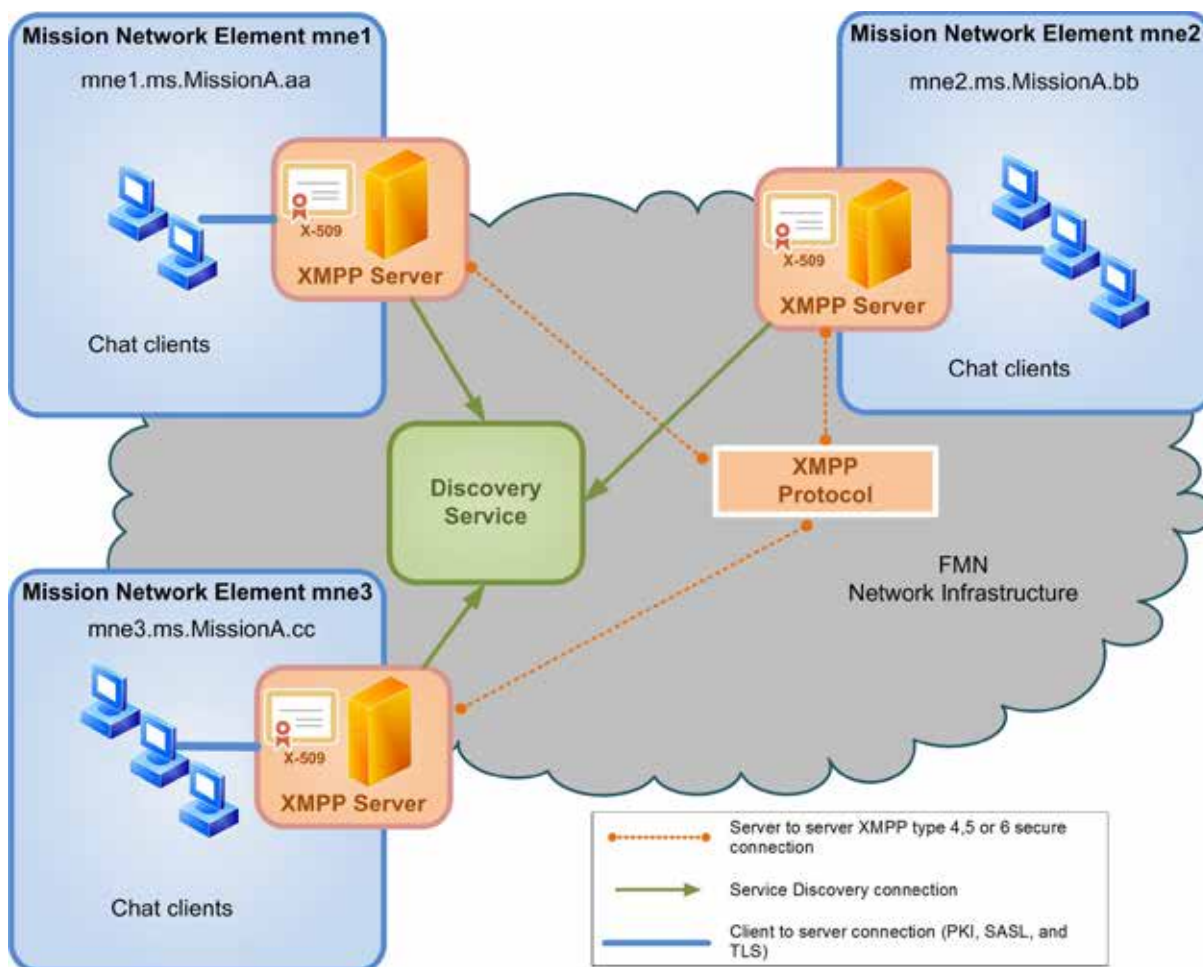 Mission Network Element mne1
mne1.ms.MissionA.aa
X-509
XMPP Server
Chat clients
Mission Network Element mne2
mne2.ms.MissionA.bb
X-509
XMPP Server
Chat clients
Discovery
Service
XMPP
Protocol
FMN
Network Infrastructure
Mission Network Element mne3
mne3.ms.MissionA.cc
X-509
XMPP Server
Chat clients
Server to server XMPP type 4,5 or 6 secure
connection
Service Discovery connection
Client to server connection (PKI, SASL, and
TLS)